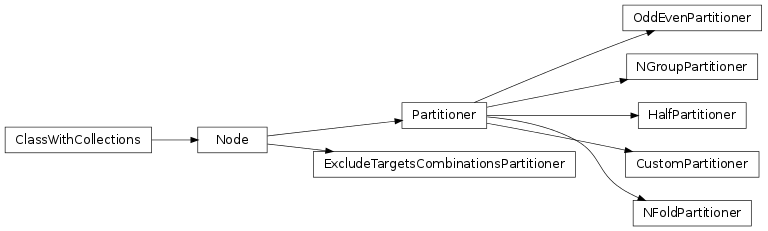 OddEvenPartitioner
NGroupPartitioner
Partitioner
HalfPartitioner
ClassWithCollections
Node
ExcludeTargetsCombinationsPartitioner
CustomPartitioner
NFoldPartitioner